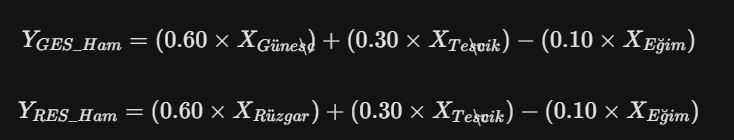 Y_GES_Ham = (0.60 × X_Güneş) + (0.30 × X_Teşvik) − (0.10 × X_Eğim)
Y_RES_Ham = (0.60 × X_Rüzgar) + (0.30 × X_Teşvik) − (0.10 × X_Eğim)